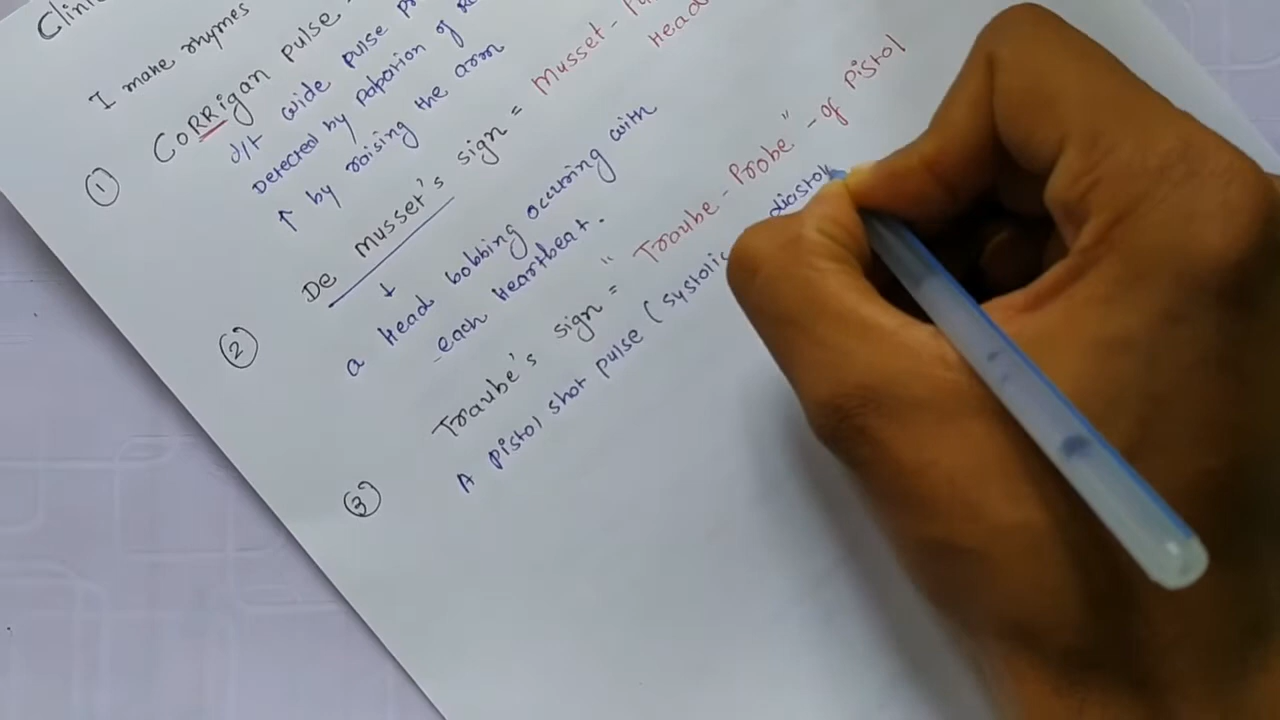 I make rhymes
① CORRigan pulse -
d/t wide pulse
Detected by Palpation of
↑ by raising the arm
② De Musset's sign = Musset-
Head
↓
a Head bobbing occuring with
each Heartbeat.
③ Traube's sign = "Traube - Probe" - of Pistol
A Pistol shot pulse (systolic diastol